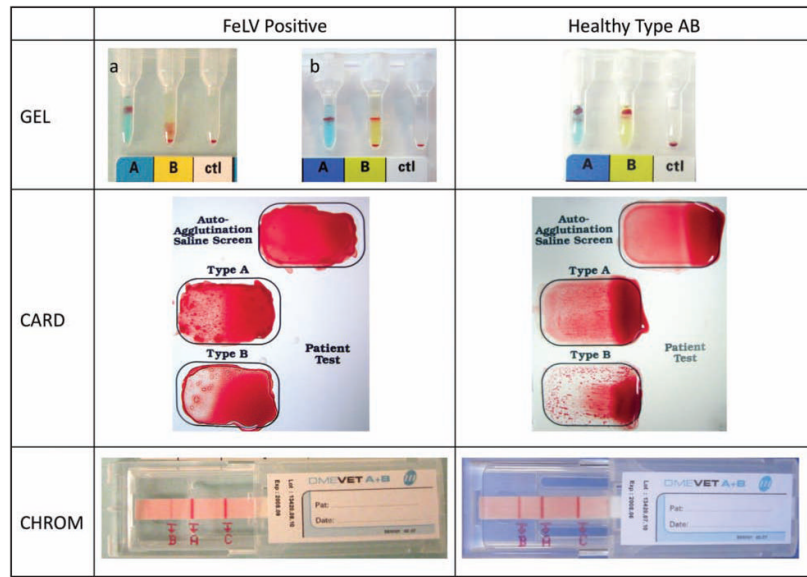 FeLV Positive
Healthy Type AB
GEL
a
b
A B ctl
A B ctl
A B ctl
CARD
Auto-
Agglutination
Saline Screen
Type A
Type B
Patient
Test
Auto-
Agglutination
Saline Screen
Type A
Type B
Patient
Test
CHROM
B A C
DMEVET A+B
Pat:
Date:
B A C
DMEVET A+B
Pat:
Date: